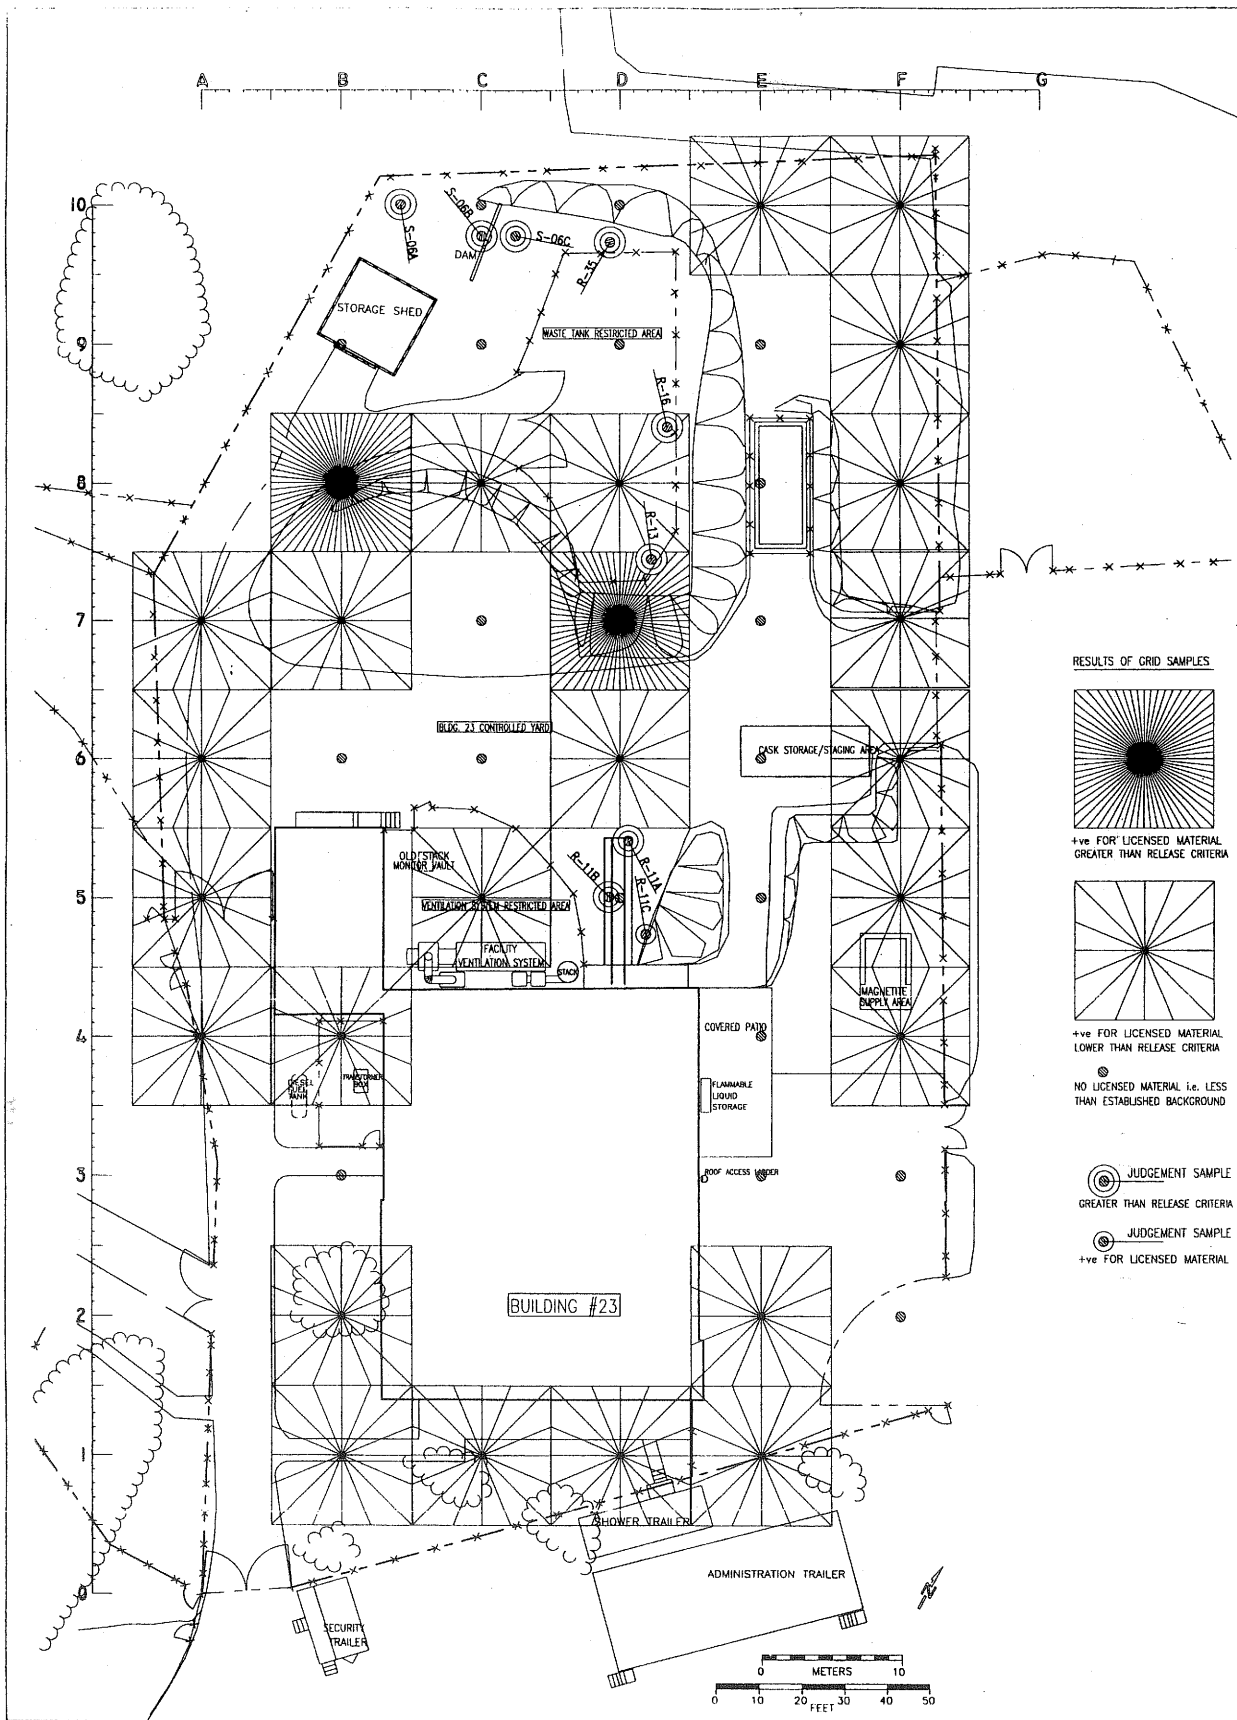 A B C D E F G
10
S-06B
S-06A
S-06C
DAM
R-35
STORAGE SHED
WASTE TANK RESTRICTED AREA
9
R-16
8
R-13
7
RESULTS OF GRID SAMPLES
BLDG. 23 CONTROLLED YARD
6
CASK STORAGE/STAGING AREA
+ve FOR LICENSED MATERIAL
GREATER THAN RELEASE CRITERIA
OLD STACK
MONITOR VAULT
R-11B
R-11A
R-11C
5
VENTILATION SYSTEM RESTRICTED AREA
FACILITY
VENTILATION SYSTEM
STACK
MAGNETITE
SUPPLY AREA
COVERED PATIO
4
+ve FOR LICENSED MATERIAL
LOWER THAN RELEASE CRITERIA
DIESEL
FUEL
TANK
TRANSFORMER
BOX
FLAMMABLE
LIQUID
STORAGE
NO LICENSED MATERIAL i.e. LESS
THAN ESTABLISHED BACKGROUND
3
ROOF ACCESS LADDER
JUDGEMENT SAMPLE
GREATER THAN RELEASE CRITERIA
JUDGEMENT SAMPLE
+ve FOR LICENSED MATERIAL
2
BUILDING #23
1
SHOWER TRAILER
0
ADMINISTRATION TRAILER
N
SECURITY
TRAILER
0 METERS 10
0 10 20 30 40 50
FEET